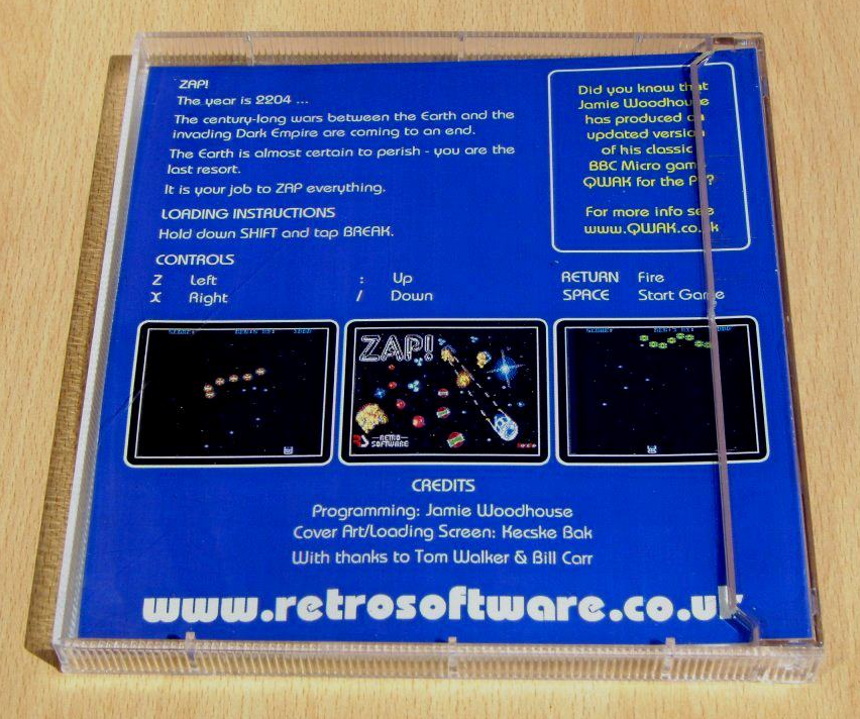 ZAP!
The year is 2204 ...
The century-long wars between the Earth and the
invading Dark Empire are coming to an end.
The Earth is almost certain to perish - you are the
last resort.
It is your job to ZAP everything.
LOADING INSTRUCTIONS
Hold down SHIFT and tap BREAK.
Did you know that
Jamie Woodhouse
has produced an
updated version
of his classic
BBC Micro game
QWAK for the PC?
For more info see
www.QWAK.co.uk
CONTROLS
Z Left : Up RETURN Fire
X Right / Down SPACE Start Game
ZAP!
RETRO
SOFTWARE
CREDITS
Programming: Jamie Woodhouse
Cover Art/Loading Screen: Kecske Bak
With thanks to Tom Walker & Bill Carr
www.retrosoftware.co.uk